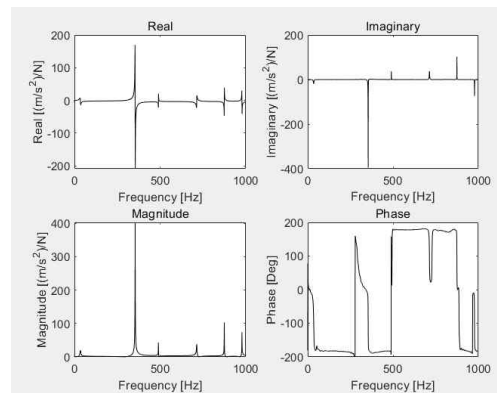 Real
Real [(m/s²)/N]
200
100
0
-100
-200
0
500
1000
Frequency [Hz]
Imaginary
Imaginary [(m/s²)/N]
200
0
-200
-400
0
500
1000
Frequency [Hz]
Magnitude
Magnitude [(m/s²)/N]
400
300
200
100
0
0
500
1000
Frequency [Hz]
Phase
Phase [Deg]
200
100
0
-100
-200
0
500
1000
Frequency [Hz]